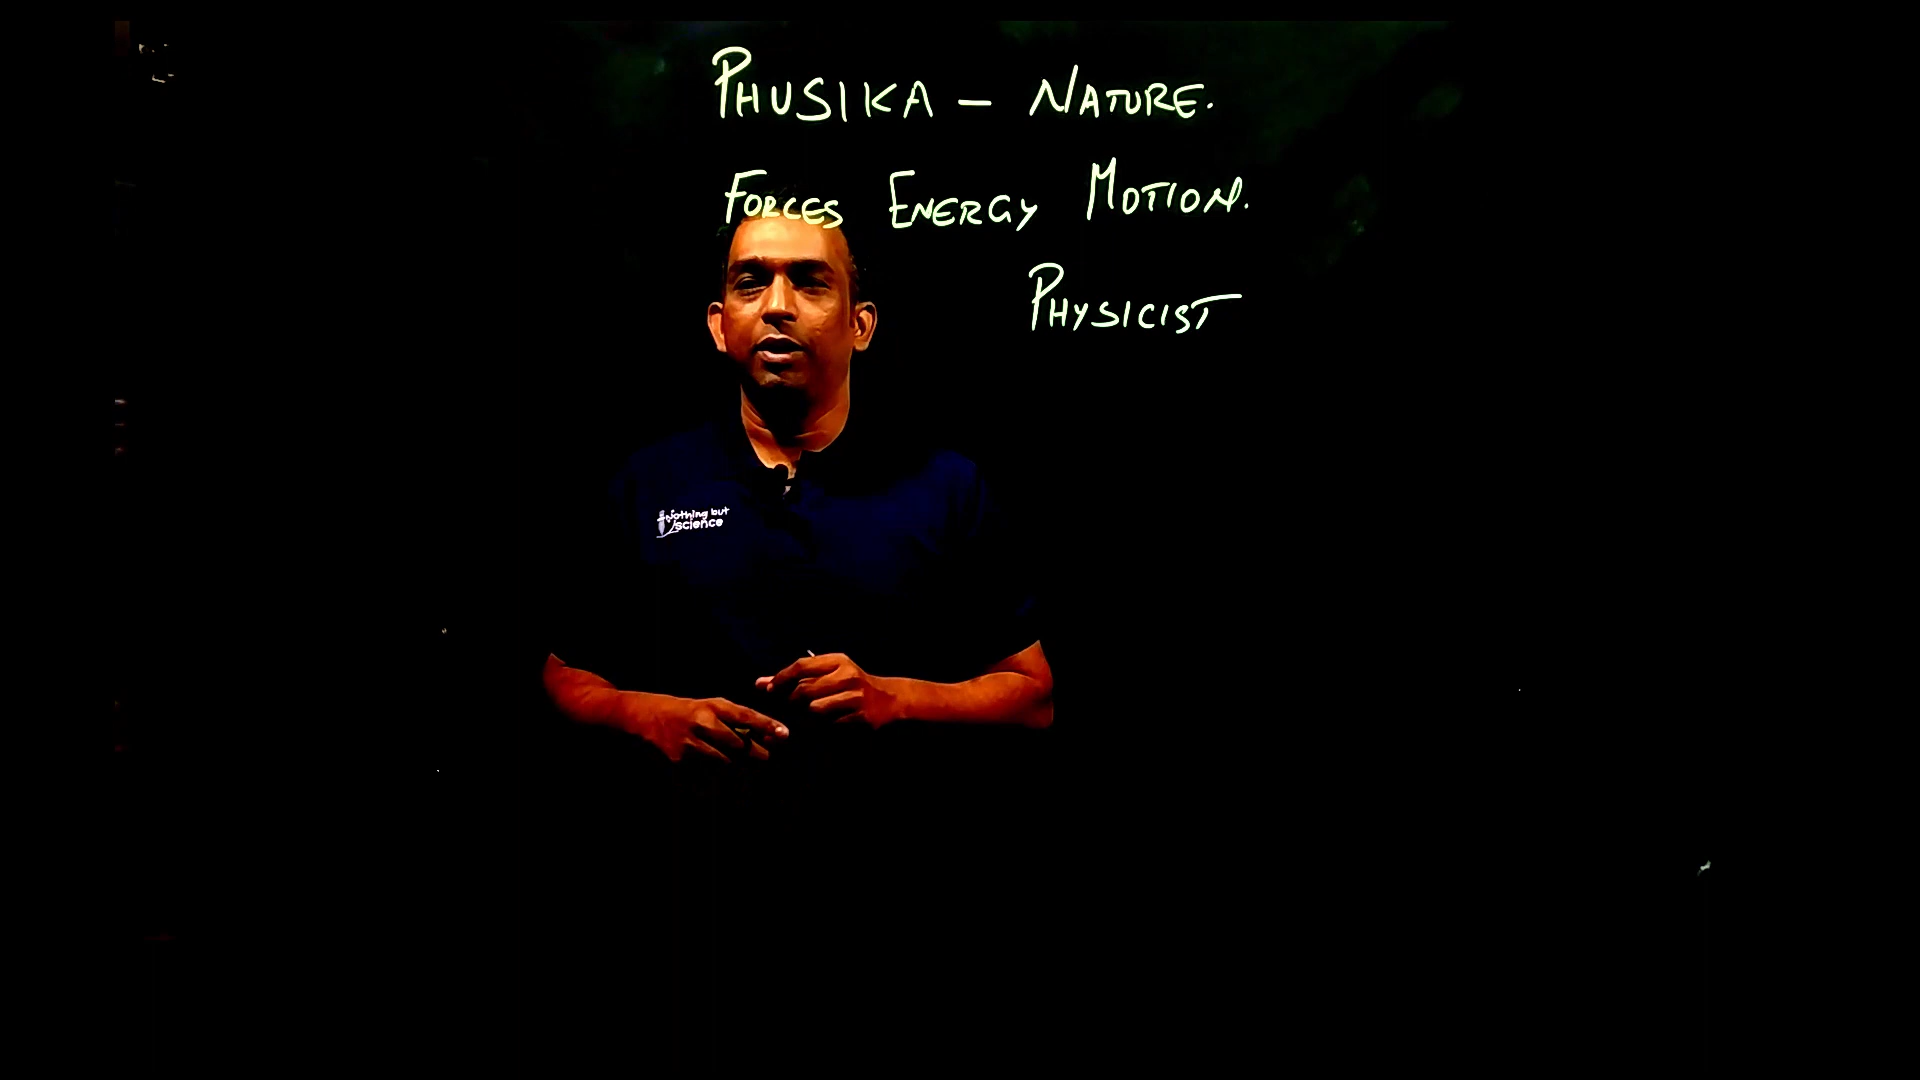 PHUSIKA – NATURE.
FORCES ENERGY MOTION.
PHYSICIST
Nothing but
science